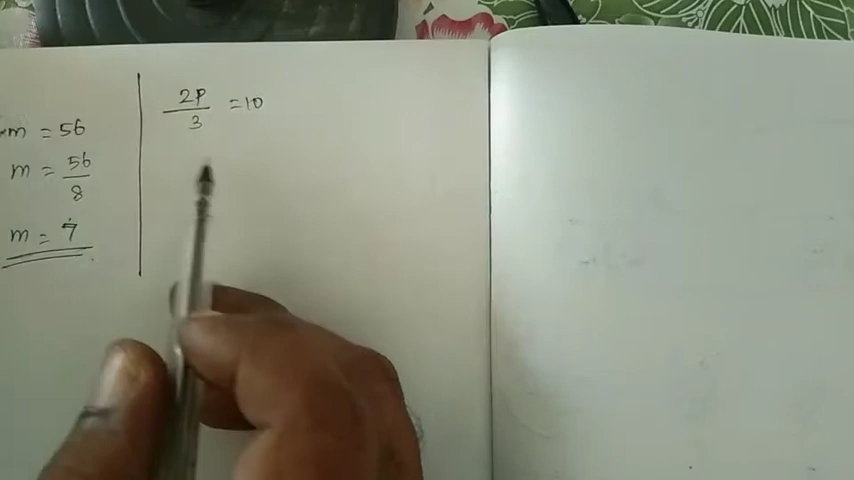 m = 56
m = 56/8
m = 7
2P/3 = 10